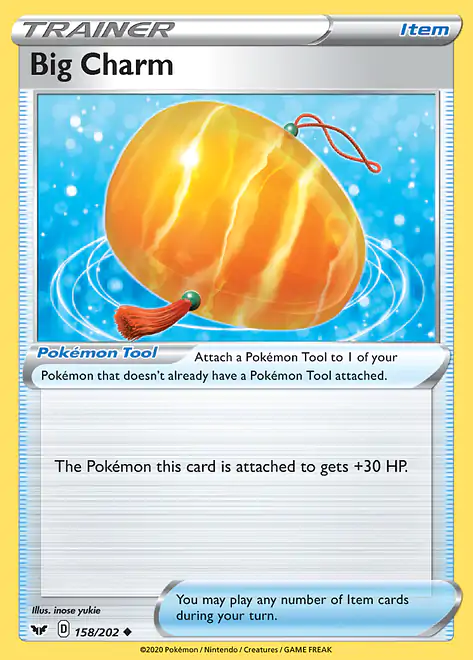 TRAINER Item
Big Charm
Pokémon Tool Attach a Pokémon Tool to 1 of your
Pokémon that doesn't already have a Pokémon Tool attached.
The Pokémon this card is attached to gets +30 HP.
You may play any number of Item cards
during your turn.
Illus. inose yukie
D 158/202
©2020 Pokémon / Nintendo / Creatures / GAME FREAK